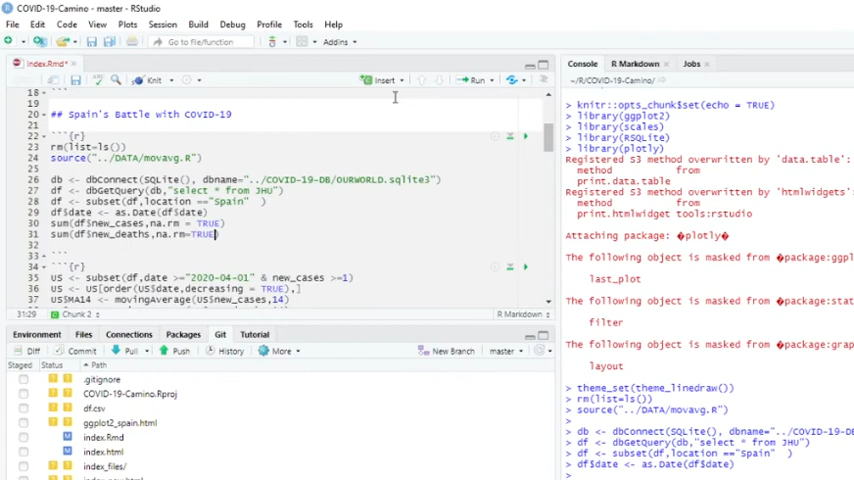 COVID-19-Camino - master - RStudio
File Edit Code View Plots Session Build Debug Profile Tools Help
Go to file/function Addins
index.Rmd*
Knit Insert Run
18 ```
19
20 ## Spain's Battle with COVID-19
21
22 ```{r}
23 rm(list=ls())
24 source("../DATA/movavg.R")
25
26 db <- dbConnect(SQLite(), dbname="../COVID-19-DB/OURWORLD.sqlite3")
27 df <- dbGetQuery(db,"select * from JHU")
28 df <- subset(df,location =="Spain" )
29 df$date <- as.Date(df$date)
30 sum(df$new_cases,na.rm = TRUE)
31 sum(df$new_deaths,na.rm=TRUE)
32
33 ```
34 ```{r}
35 US <- subset(df,date >="2020-04-01" & new_cases >=1)
36 US <- US[order(US$date,decreasing = TRUE),]
37 US$MA14 <- movingAverage(US$new_cases,14)
31:29 Chunk 2 R Markdown
Environment Files Connections Packages Git Tutorial
Diff Commit Pull Push History More New Branch master
Staged Status Path
? ? .gitignore
? ? COVID-19-Camino.Rproj
? ? df.csv
? ? ggplot2_spain.html
M index.Rmd
M index.html
? ? index_files/
Console R Markdown Jobs
~/R/COVID-19-Camino/
> knitr::opts_chunk$set(echo = TRUE)
> library(ggplot2)
> library(scales)
> library(RSQLite)
> library(plotly)
Registered S3 method overwritten by 'data.table':
method from
print.data.table
Registered S3 method overwritten by 'htmlwidgets':
method from
print.htmlwidget tools:rstudio
Attaching package: �plotly�
The following object is masked from �package:ggpl
last_plot
The following object is masked from �package:stat
filter
The following object is masked from �package:grap
layout
> theme_set(theme_linedraw())
> rm(list=ls())
> source("../DATA/movavg.R")
>
> db <- dbConnect(SQLite(), dbname="../COVID-19-DB
> df <- dbGetQuery(db,"select * from JHU")
> df <- subset(df,location =="Spain" )
> df$date <- as.Date(df$date)
>